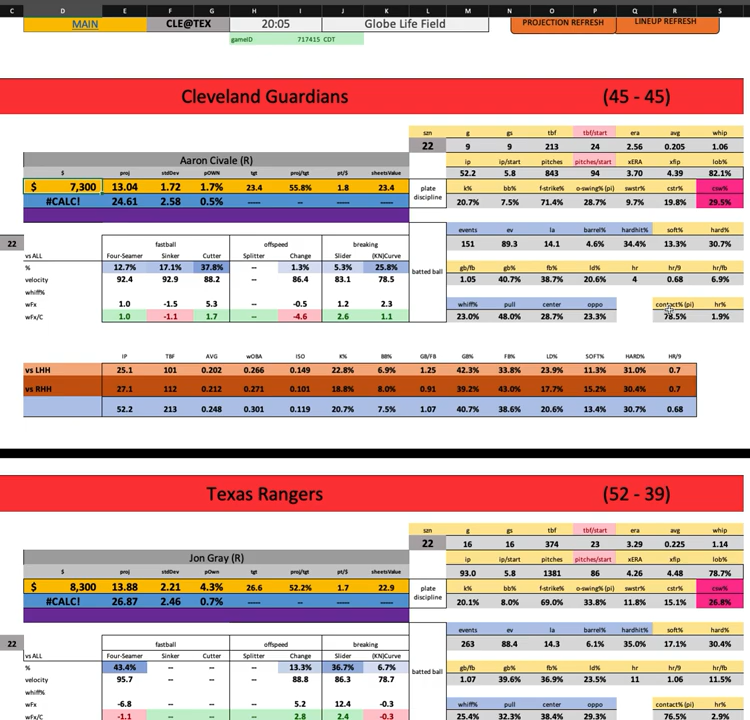 C D E F G H I J K L M N O P Q R S
MAIN CLE@TEX 20:05 Globe Life Field PROJECTION REFRESH LINEUP REFRESH
gameID 717415 CDT
Cleveland Guardians (45 - 45)
szn g gs tbf tbf/start era avg whip
22 9 9 213 24 2.56 0.205 1.06
Aaron Civale (R) ip ip/start pitches pitches/start xERA xfip lob%
$ proj stdDev pOWN tgt proj/tgt pt/$ sheetsValue 52.2 5.8 843 94 3.70 4.39 82.1%
$ 7,300 13.04 1.72 1.7% 23.4 55.8% 1.8 23.4 plate discipline k% bb% f-strike% o-swing% (pi) swstr% cstr% csw%
#CALC! 24.61 2.58 0.5% ---- -- ---- ---- 20.7% 7.5% 71.4% 28.7% 9.7% 19.8% 29.5%
events ev la barrel% hardhit% soft% hard%
22 fastball offspeed breaking 151 89.3 14.1 4.6% 34.4% 13.3% 30.7%
vs ALL Four-Seamer Sinker Cutter Splitter Change Slider (KN)Curve
% 12.7% 17.1% 37.8% -- 1.3% 5.3% 25.8% batted ball gb/fb gb% fb% ld% hr hr/9 hr/fb
velocity 92.4 92.9 88.2 -- 86.4 83.1 78.5 1.05 40.7% 38.7% 20.6% 4 0.68 6.9%
whiff%
wFx 1.0 -1.5 5.3 -0.5 1.2 2.3 whiff% pull center oppo contact% (pi) hr%
wFx/C 1.0 -1.1 1.7 -- -4.6 2.6 1.1 23.0% 48.0% 28.7% 23.3% 78.5% 1.9%
IP TBF AVG wOBA ISO K% BB% GB/FB GB% FB% LD% SOFT% HARD% HR/9
vs LHH 25.1 101 0.202 0.266 0.149 22.8% 6.9% 1.25 42.3% 33.8% 23.9% 11.3% 31.0% 0.7
vs RHH 27.1 112 0.212 0.271 0.101 18.8% 8.0% 0.91 39.2% 43.0% 17.7% 15.2% 30.4% 0.7
52.2 213 0.248 0.301 0.119 20.7% 7.5% 1.07 40.7% 38.6% 20.6% 13.4% 30.7% 0.68
Texas Rangers (52 - 39)
szn g gs tbf tbf/start era avg whip
22 16 16 374 23 3.29 0.225 1.14
Jon Gray (R) ip ip/start pitches pitches/start xERA xfip lob%
$ proj stdDev pOwn tgt proj/tgt pt/$ sheetsValue 93.0 5.8 1381 86 4.26 4.48 78.7%
$ 8,300 13.88 2.21 4.3% 26.6 52.2% 1.7 22.9 plate discipline k% bb% f-strike% o-swing% (pi) swstr% cstr% csw%
#CALC! 26.87 2.46 0.7% ---- -- ---- ---- 20.1% 8.0% 69.0% 33.8% 11.8% 15.1% 26.8%
events ev la barrel% hardhit% soft% hard%
22 fastball offspeed breaking 263 88.4 14.3 6.1% 35.0% 17.1% 30.4%
vs ALL Four-Seamer Sinker Cutter Splitter Change Slider (KN)Curve
% 43.4% -- -- -- 13.3% 36.7% 6.7% batted ball gb/fb gb% fb% ld% hr hr/9 hr/fb
velocity 95.7 -- -- -- 88.8 86.3 78.7 1.07 39.6% 36.9% 23.5% 11 1.06 11.5%
whiff%
wFx -6.8 5.2 12.4 -0.3 whiff% pull center oppo contact% (pi) hr%
wFx/C -1.1 -- -- -- 2.8 2.4 -0.3 25.4% 32.3% 38.4% 29.3% 76.5% 2.9%